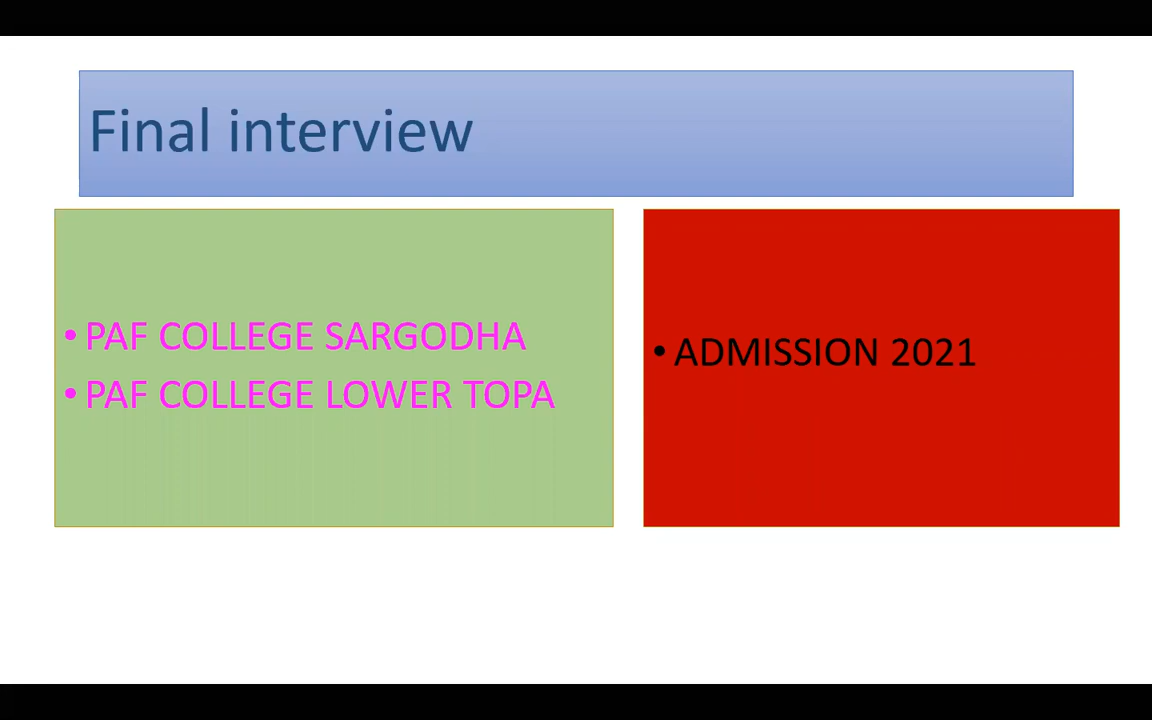 Final interview
• PAF COLLEGE SARGODHA
• PAF COLLEGE LOWER TOPA
• ADMISSION 2021